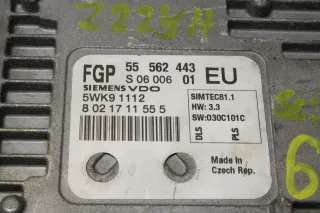 Z22YH
FGP 55 562 443
S 06 006 01 EU
SIEMENS VDO
5WK9 1112
8 02 17 11 55 5
SIMTEC81.1
HW: 3.3
SW:030C101C
DLS PLS
Made in
Czech Rep.
6